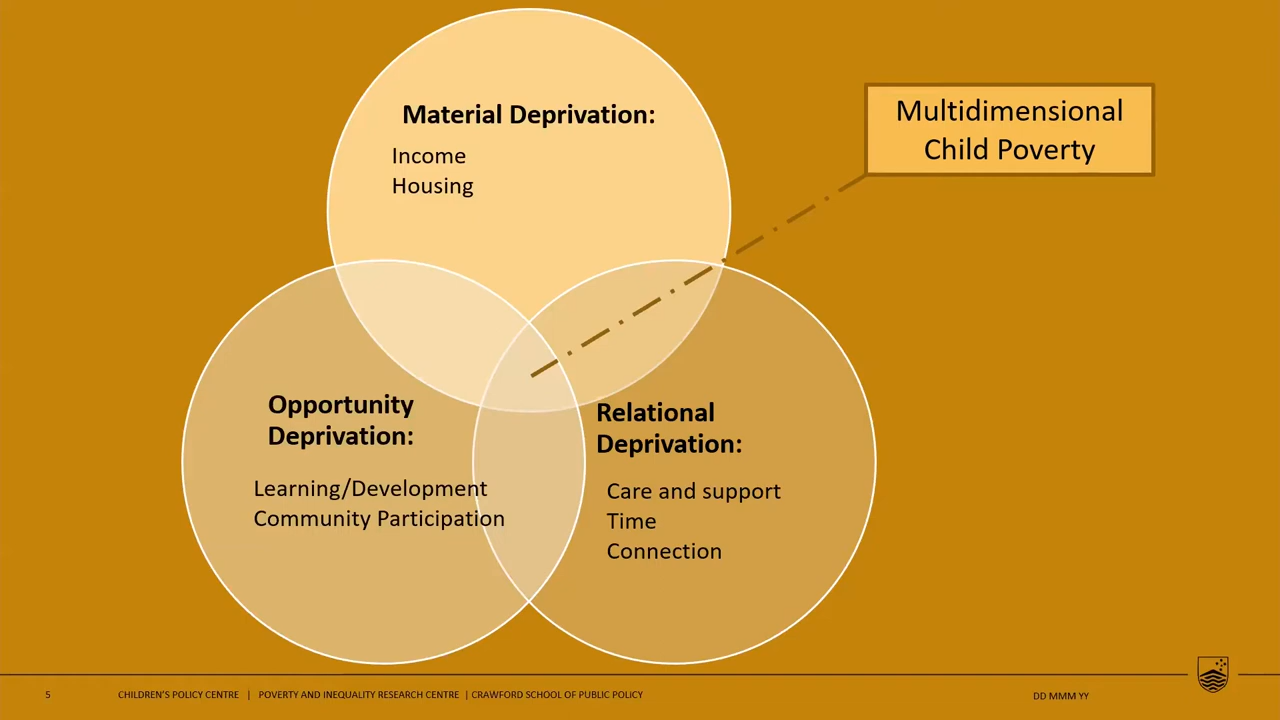 Material Deprivation:
Income
Housing
Multidimensional
Child Poverty
Opportunity
Deprivation:
Learning/Development
Community Participation
Relational
Deprivation:
Care and support
Time
Connection
5
CHILDREN'S POLICY CENTRE | POVERTY AND INEQUALITY RESEARCH CENTRE | CRAWFORD SCHOOL OF PUBLIC POLICY
DD MMM YY